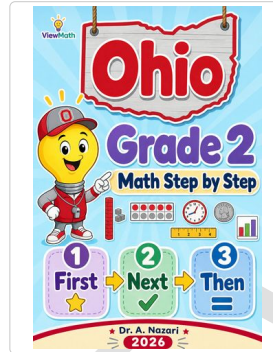 ViewMath
Ohio
O
Grade 2
Math Step by Step
1 2 3
First Next Then
Dr. A. Nazari
2026